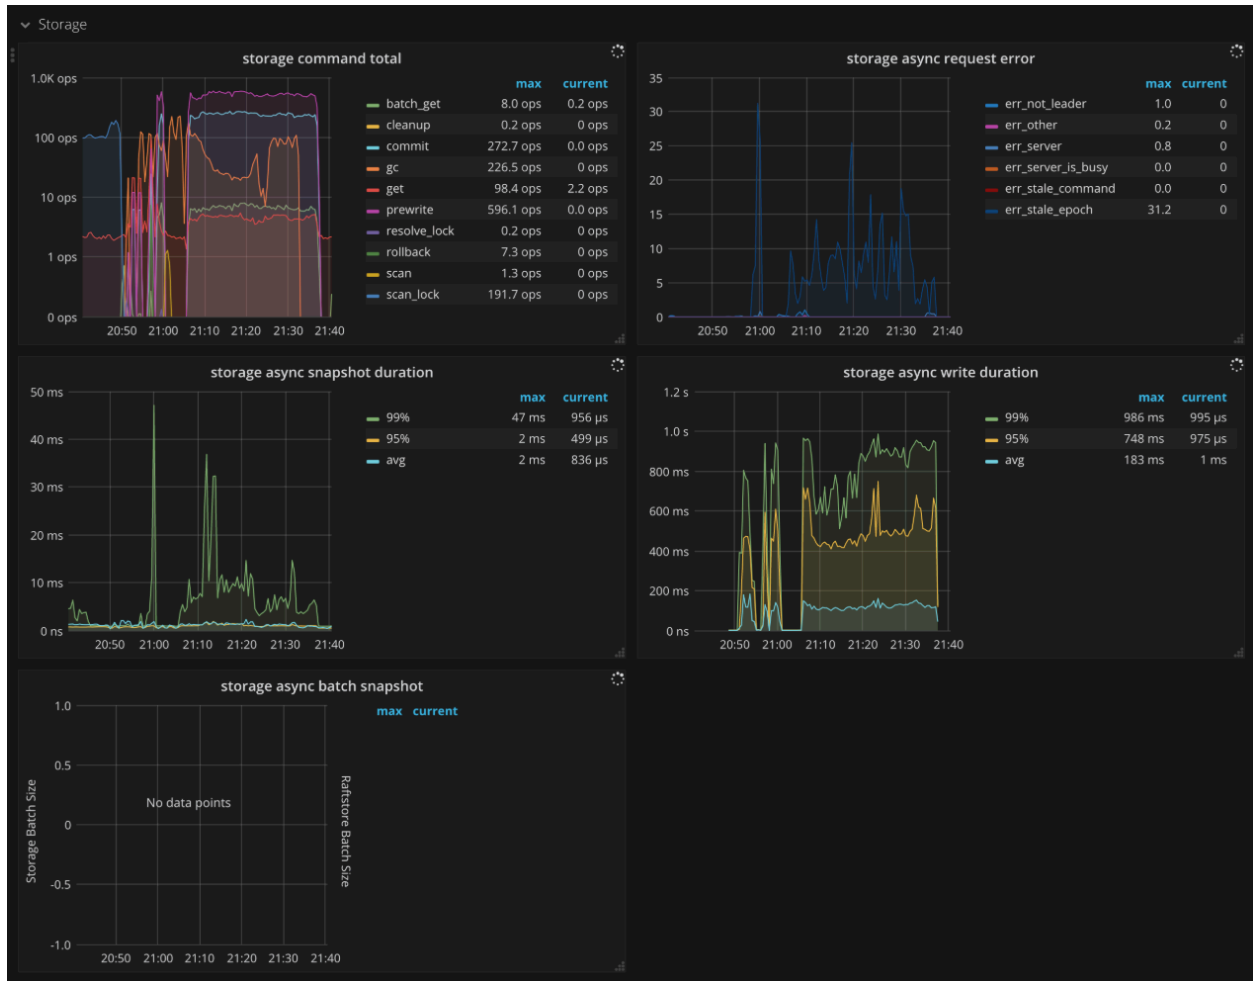 Storage
storage command total
1.0K ops
100 ops
10 ops
1 ops
0 ops
20:50 21:00 21:10 21:20 21:30 21:40
max current
batch_get 8.0 ops 0.2 ops
cleanup 0.2 ops 0 ops
commit 272.7 ops 0.0 ops
gc 226.5 ops 0 ops
get 98.4 ops 2.2 ops
prewrite 596.1 ops 0.0 ops
resolve_lock 0.2 ops 0 ops
rollback 7.3 ops 0 ops
scan 1.3 ops 0 ops
scan_lock 191.7 ops 0 ops
storage async request error
35
30
25
20
15
10
5
0
20:50 21:00 21:10 21:20 21:30 21:40
max current
err_not_leader 1.0 0
err_other 0.2 0
err_server 0.8 0
err_server_is_busy 0.0 0
err_stale_command 0.0 0
err_stale_epoch 31.2 0
storage async snapshot duration
50 ms
40 ms
30 ms
20 ms
10 ms
0 ns
20:50 21:00 21:10 21:20 21:30 21:40
max current
99% 47 ms 956 µs
95% 2 ms 499 µs
avg 2 ms 836 µs
storage async write duration
1.2 s
1.0 s
800 ms
600 ms
400 ms
200 ms
0 ns
20:50 21:00 21:10 21:20 21:30 21:40
max current
99% 986 ms 995 µs
95% 748 ms 975 µs
avg 183 ms 1 ms
storage async batch snapshot
1.0
0.5
0
-0.5
-1.0
Storage Batch Size
No data points
Raftstore Batch Size
20:50 21:00 21:10 21:20 21:30 21:40
max current